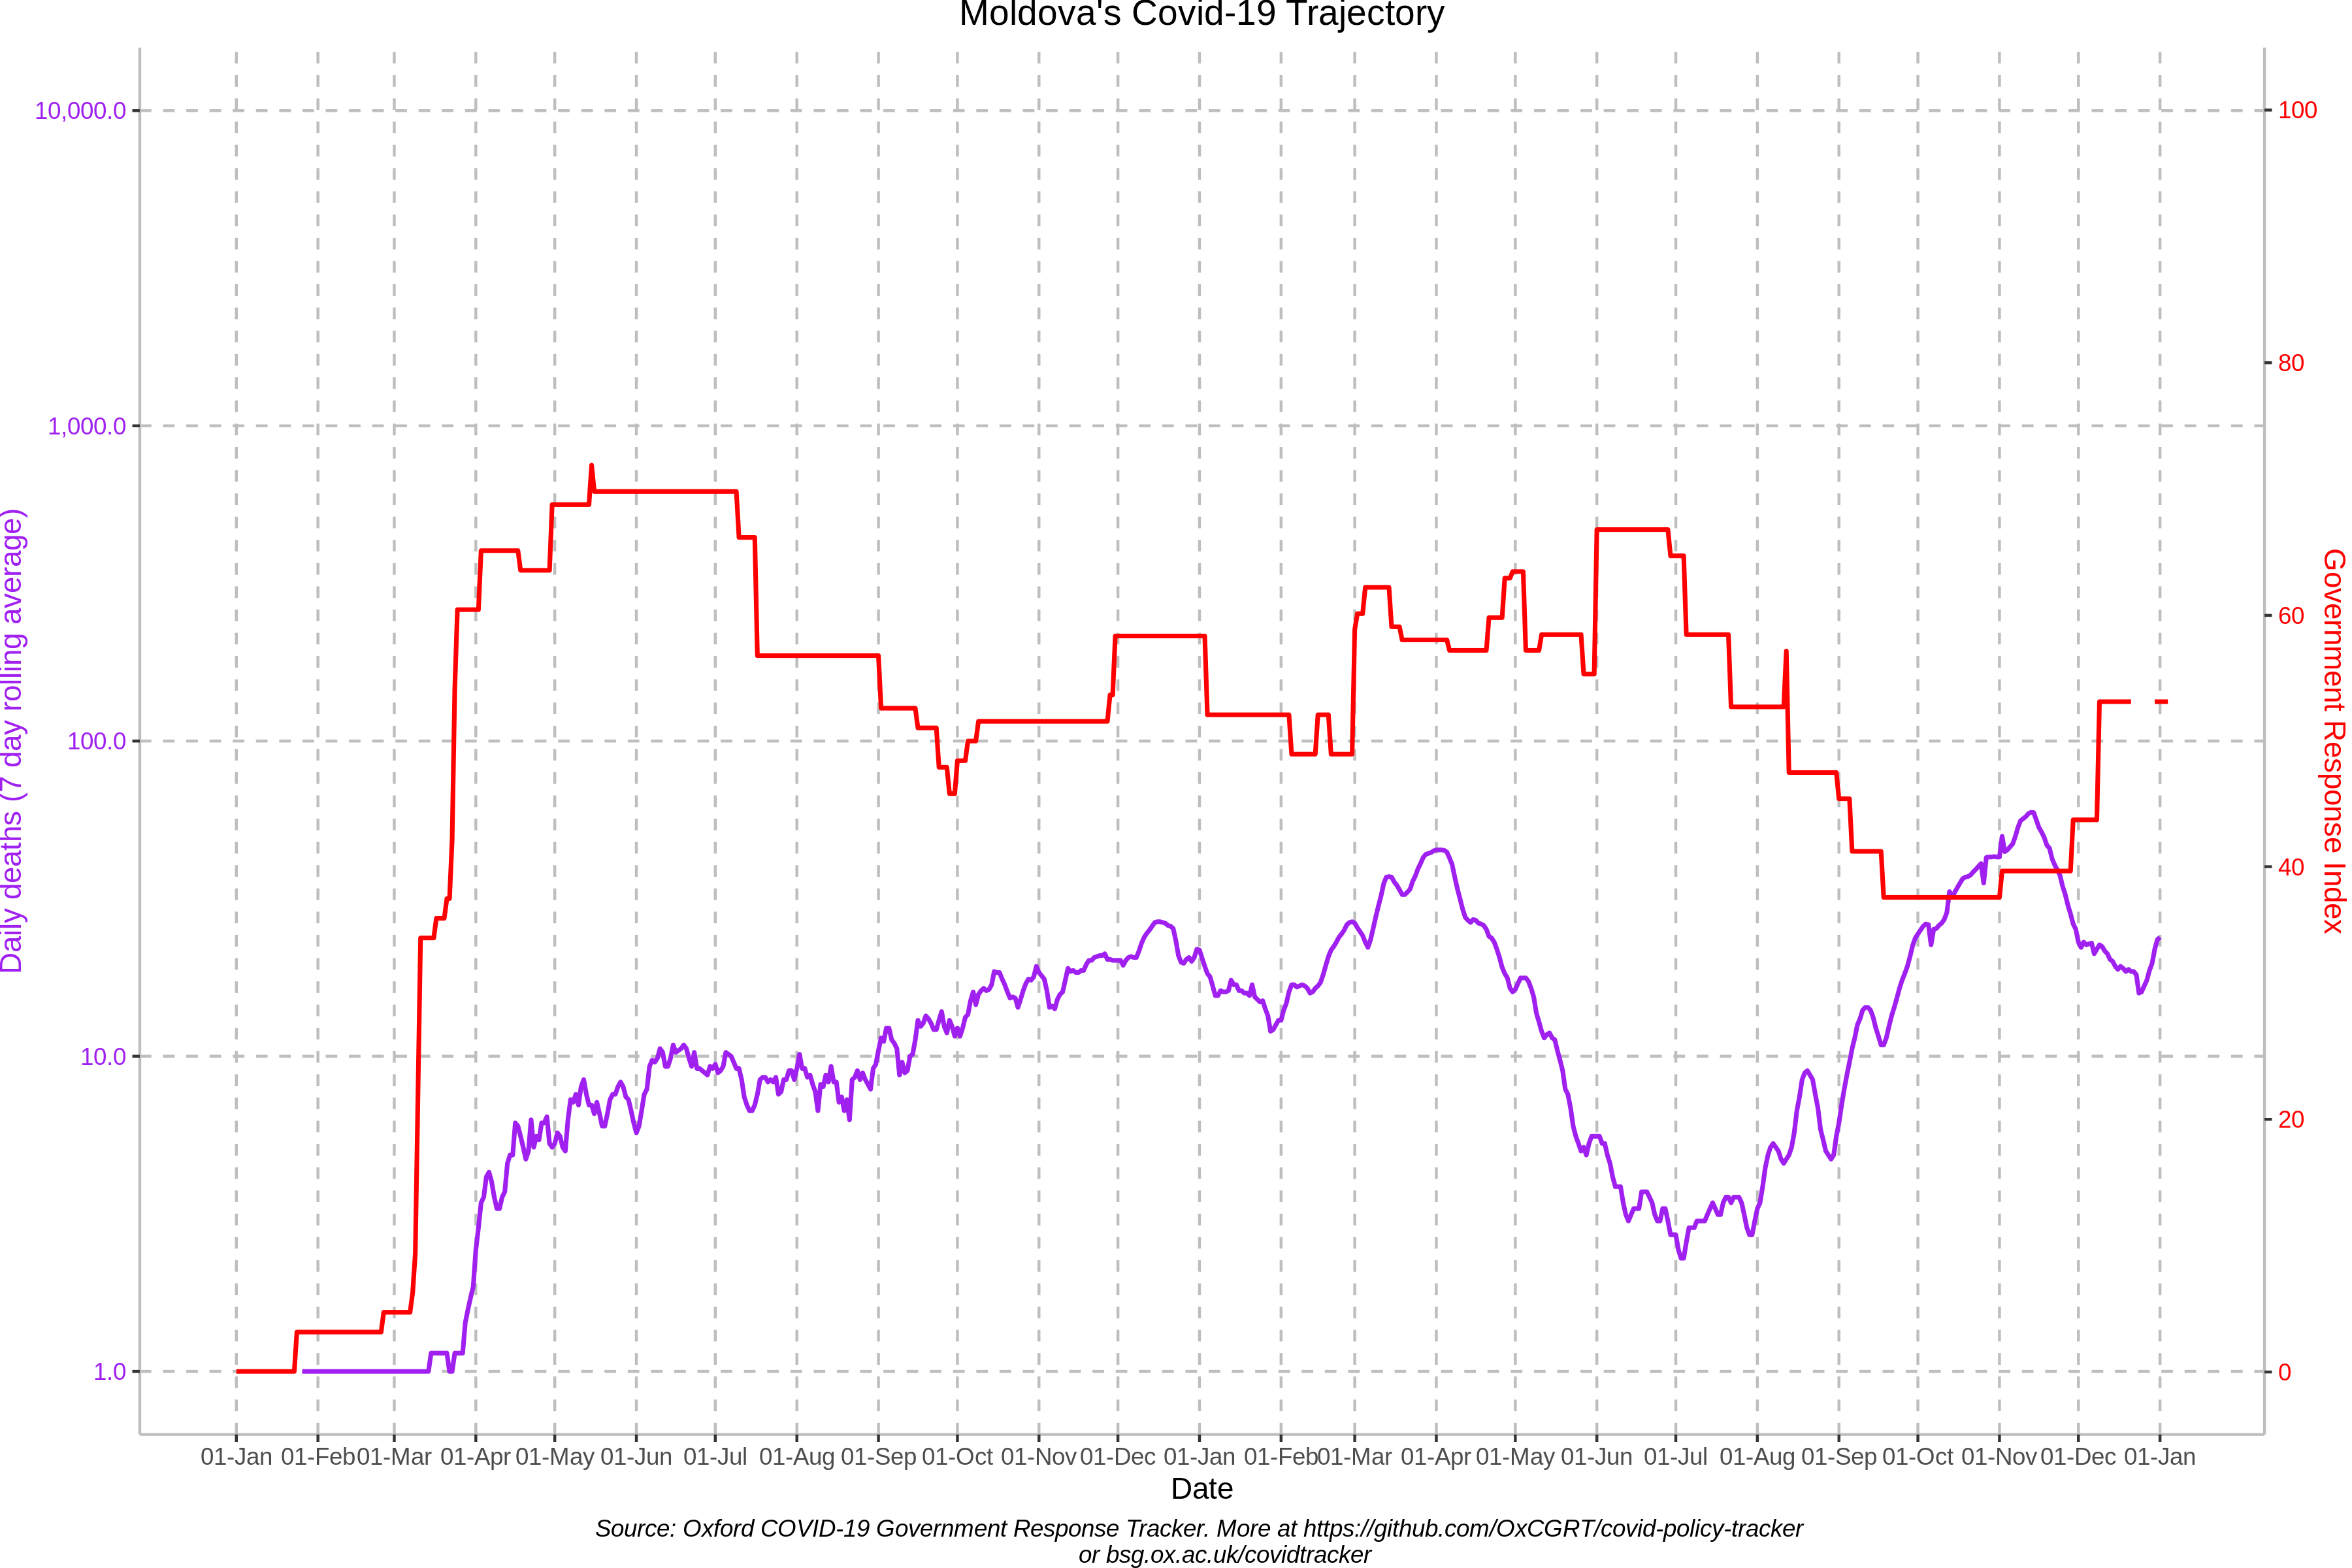 Moldova's Covid-19 Trajectory
10,000.0
1,000.0
100.0
10.0
1.0
Daily deaths (7 day rolling average)
100
80
60
40
20
0
Government Response Index
01-Jan 01-Feb 01-Mar 01-Apr 01-May 01-Jun 01-Jul 01-Aug 01-Sep 01-Oct 01-Nov 01-Dec 01-Jan 01-Feb 01-Mar 01-Apr 01-May 01-Jun 01-Jul 01-Aug 01-Sep 01-Oct 01-Nov 01-Dec 01-Jan
Date
Source: Oxford COVID-19 Government Response Tracker. More at https://github.com/OxCGRT/covid-policy-tracker
or bsg.ox.ac.uk/covidtracker